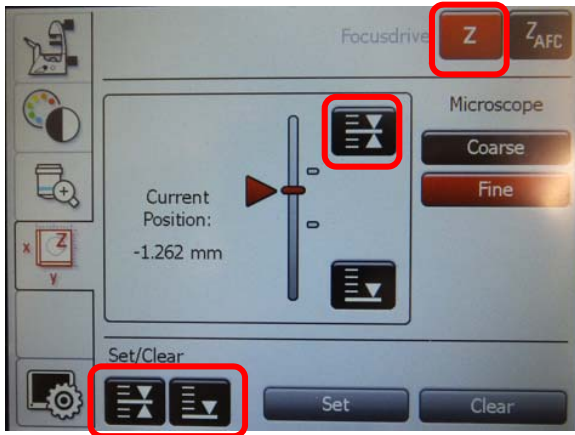 Focusdrive Z ZAFC
Microscope
Coarse
Fine
Current
Position:
-1.262 mm
x Z
y
Set/Clear
Set Clear